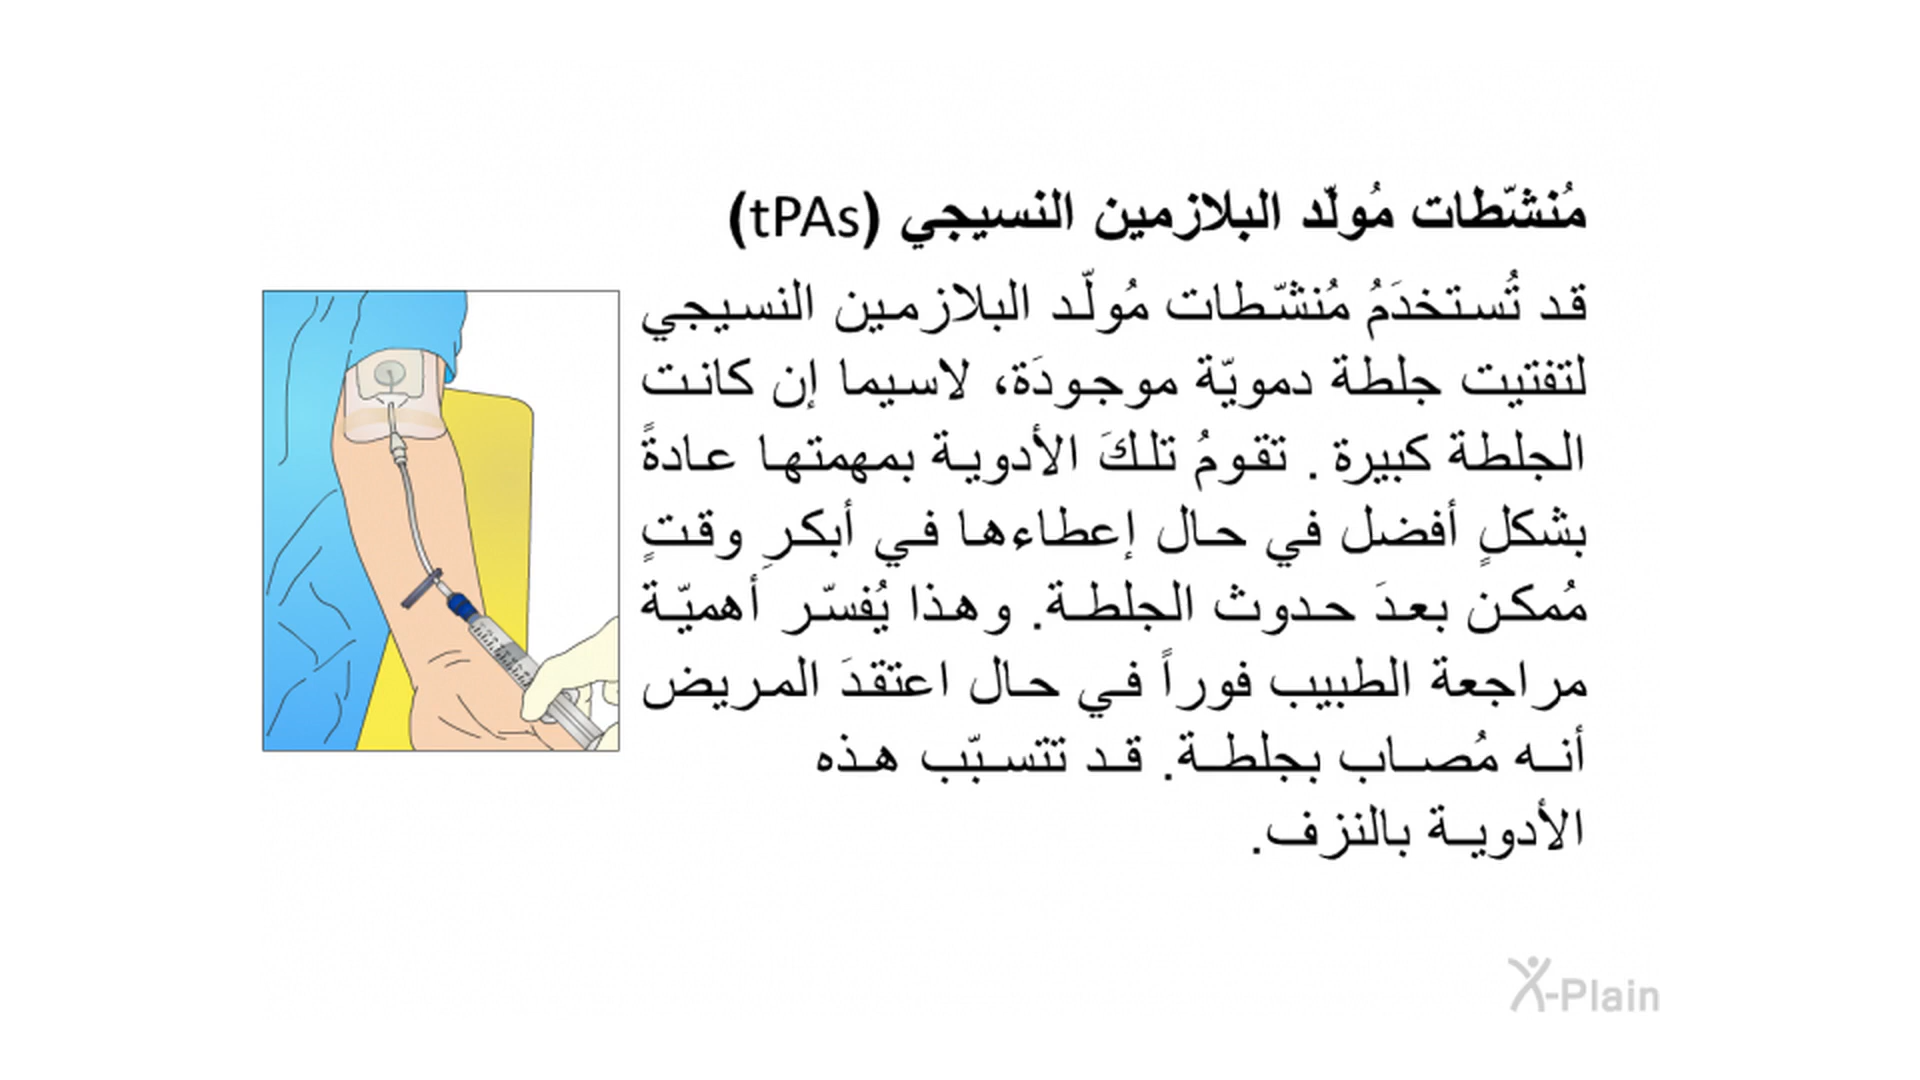 مُنشّطات مُولّد البلازمين النسيجي (tPAs)
قد تُستخدَمُ مُنشّطات مُولّد البلازمين النسيجي
لتفتيت جلطة دمويّة موجودَة، لاسيما إن كانت
الجلطة كبيرة . تقومُ تلكَ الأدوية بمهمتها عادةً
بشكلٍ أفضل في حال إعطاءها في أبكرِ وقتٍ
مُمكن بعدَ حدوث الجلطة. وهذا يُفسّر أهميّة
مراجعة الطبيب فوراً في حال اعتقدَ المريض
أنه مُصاب بجلطة. قد تتسبّب هذه
الأدوية بالنزف.
X-Plain